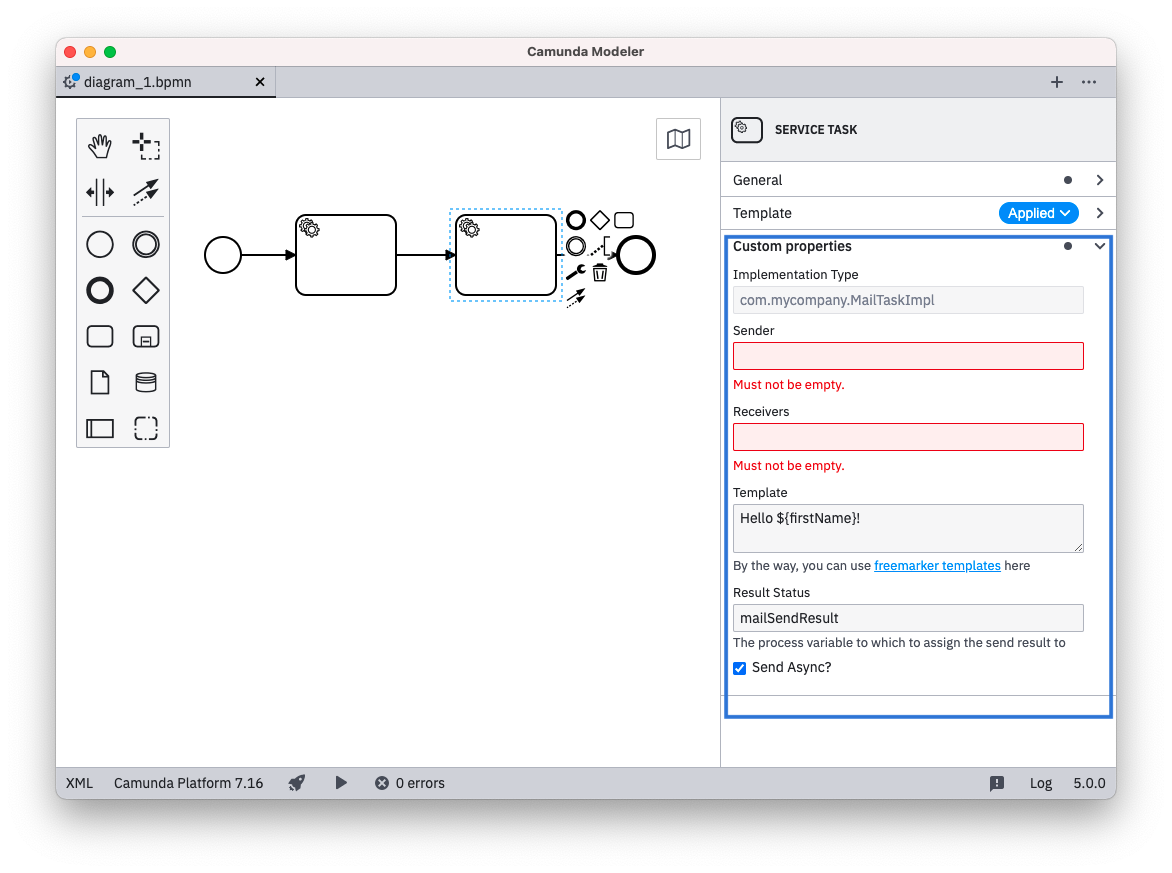 Camunda Modeler
diagram_1.bpmn
SERVICE TASK
General
Template
Applied
Custom properties
Implementation Type
com.mycompany.MailTaskImpl
Sender
Must not be empty.
Receivers
Must not be empty.
Template
Hello ${firstName}!
By the way, you can use freemarker templates here
Result Status
mailSendResult
The process variable to which to assign the send result to
Send Async?
XML Camunda Platform 7.16 0 errors Log 5.0.0